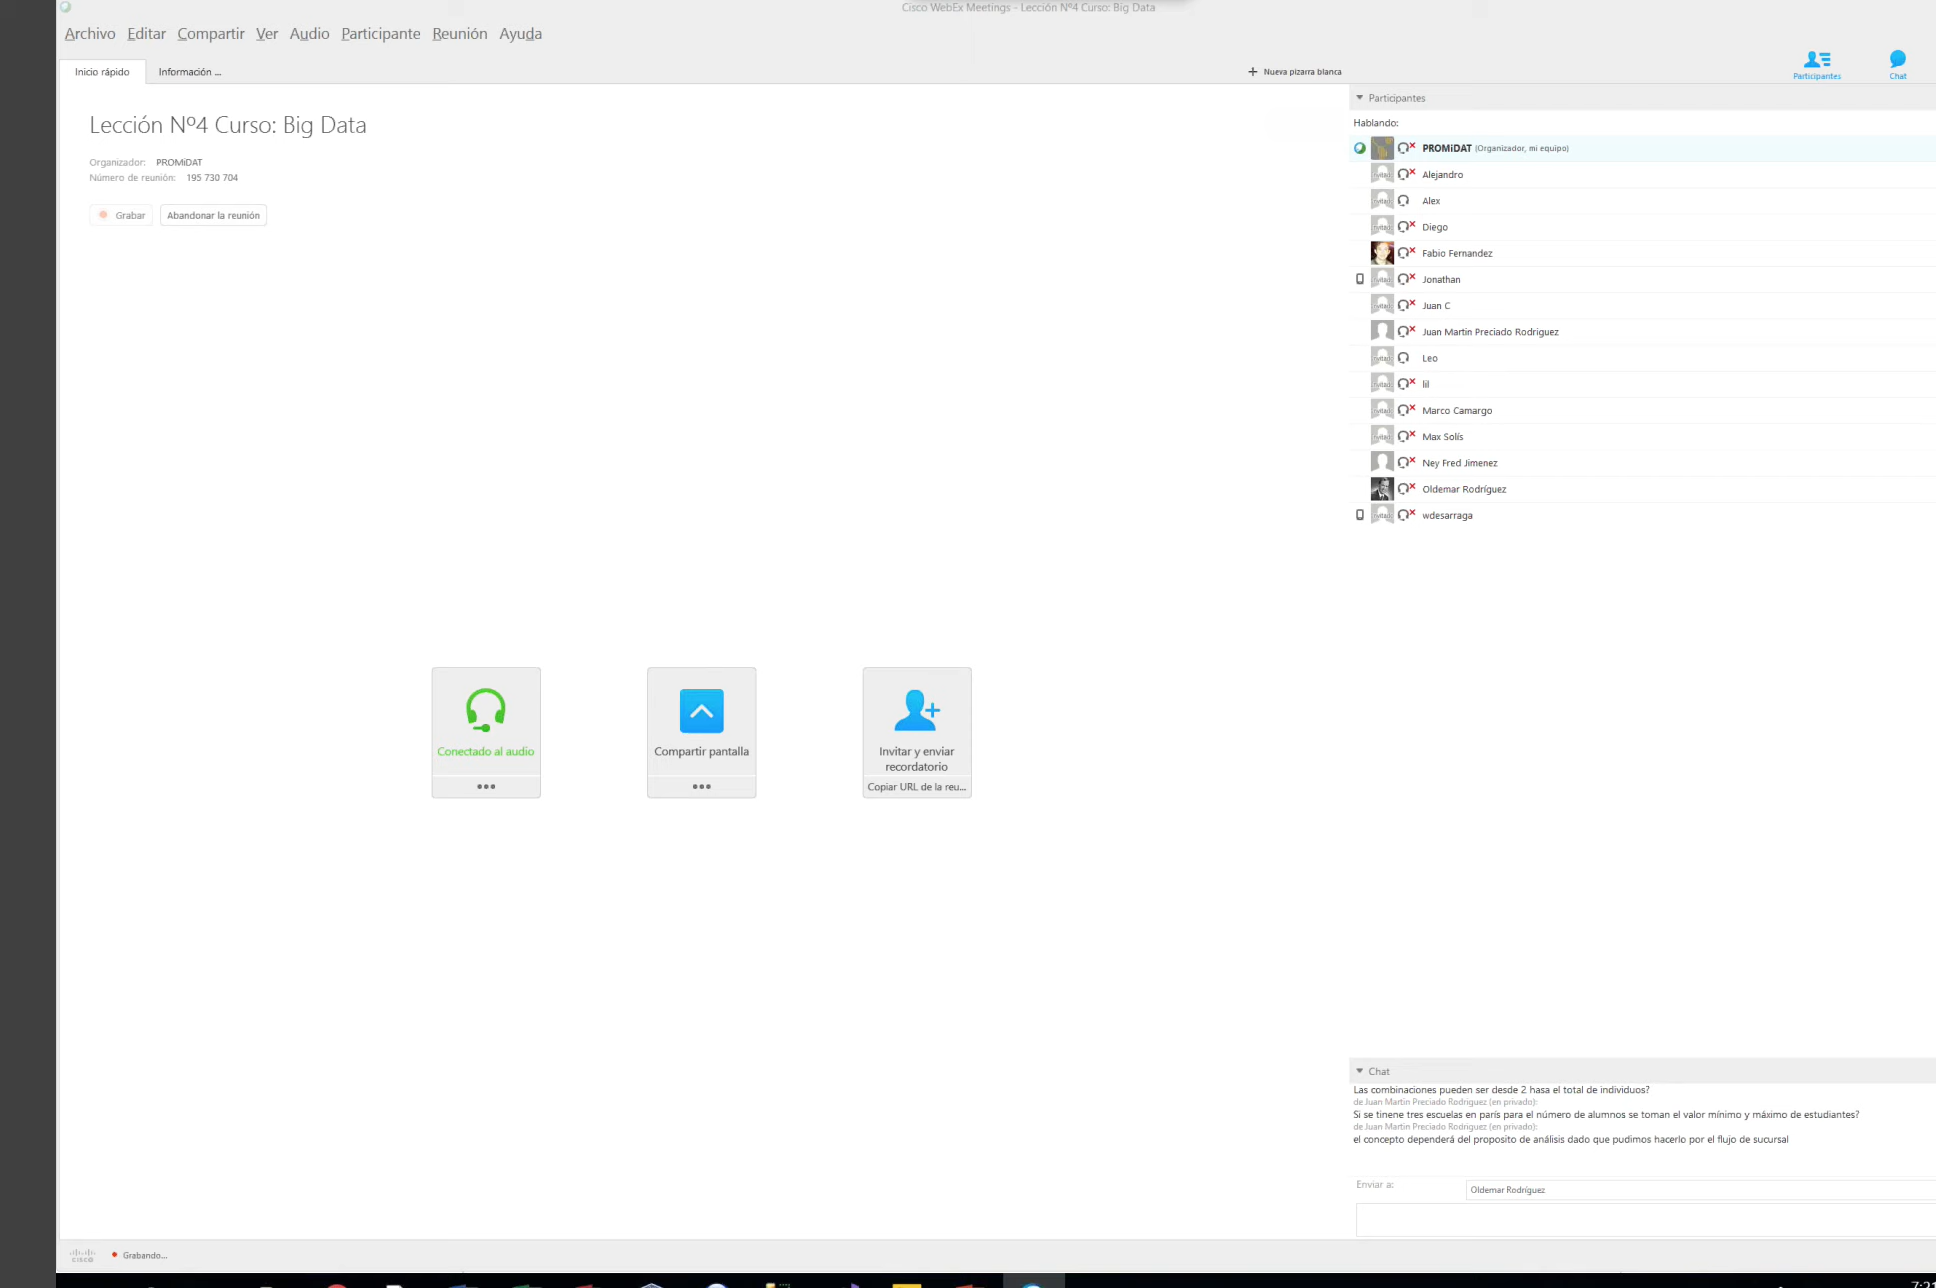 Cisco WebEx Meetings - Lección Nº4 Curso: Big Data
Archivo Editar Compartir Ver Audio Participante Reunión Ayuda
Inicio rápido Información ...
Nueva pizarra blanca
Participantes Chat
Lección Nº4 Curso: Big Data
Organizador: PROMiDAT
Número de reunión: 195 730 704
Grabar Abandonar la reunión
Conectado al audio
Compartir pantalla
Invitar y enviar
recordatorio
Copiar URL de la reu...
Participantes
Hablando:
PROMiDAT (Organizador, mi equipo)
Alejandro
Alex
Diego
Fabio Fernandez
Jonathan
Juan C
Juan Martin Preciado Rodriguez
Leo
lil
Marco Camargo
Max Solís
Ney Fred Jimenez
Oldemar Rodríguez
wdesarraga
Chat
Las combinaciones pueden ser desde 2 hasa el total de individuos?
de Juan Martin Preciado Rodriguez (en privado):
Si se tinene tres escuelas en parís para el número de alumnos se toman el valor mínimo y máximo de estudiantes?
de Juan Martin Preciado Rodriguez (en privado):
el concepto dependerá del proposito de análisis dado que pudimos hacerlo por el flujo de sucursal
Enviar a: Oldemar Rodríguez
CISCO Grabando...